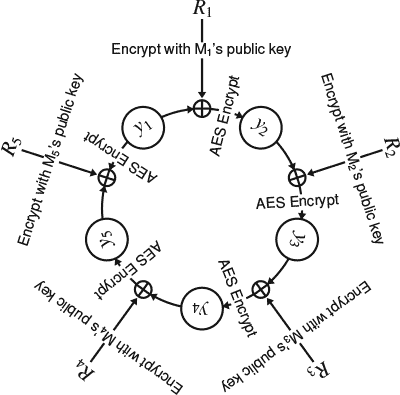 R1
Encrypt with M1's public key
y1
AES Encrypt
y2
R2
Encrypt with M2's public key
AES Encrypt
y3
R3
Encrypt with M3's public key
AES Encrypt
y4
R4
Encrypt with M4's public key
AES Encrypt
y5
R5
Encrypt with M5's public key
AES Encrypt